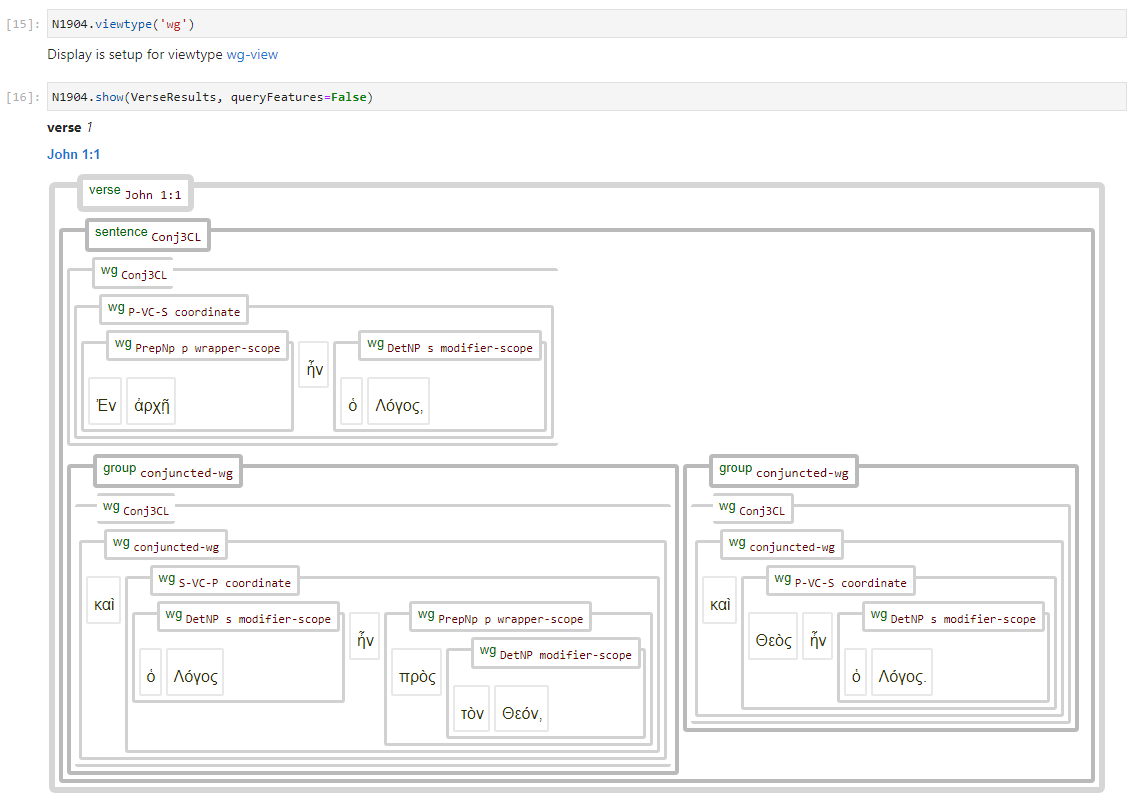 [15]: N1904.viewtype('wg')
Display is setup for viewtype wg-view
[16]: N1904.show(VerseResults, queryFeatures=False)
verse 1
John 1:1
verse John 1:1
sentence Conj3CL
wg Conj3CL
wg P-VC-S coordinate
wg PrepNp p wrapper-scope
Ἐν ἀρχῇ
ἦν
wg DetNP s modifier-scope
ὁ Λόγος,
group conjuncted-wg
wg Conj3CL
wg conjuncted-wg
καὶ
wg S-VC-P coordinate
wg DetNP s modifier-scope
ὁ Λόγος
ἦν
wg PrepNp p wrapper-scope
πρὸς
wg DetNP modifier-scope
τὸν Θεόν,
group conjuncted-wg
wg Conj3CL
wg conjuncted-wg
καὶ
wg P-VC-S coordinate
Θεὸς ἦν
wg DetNP s modifier-scope
ὁ Λόγος.